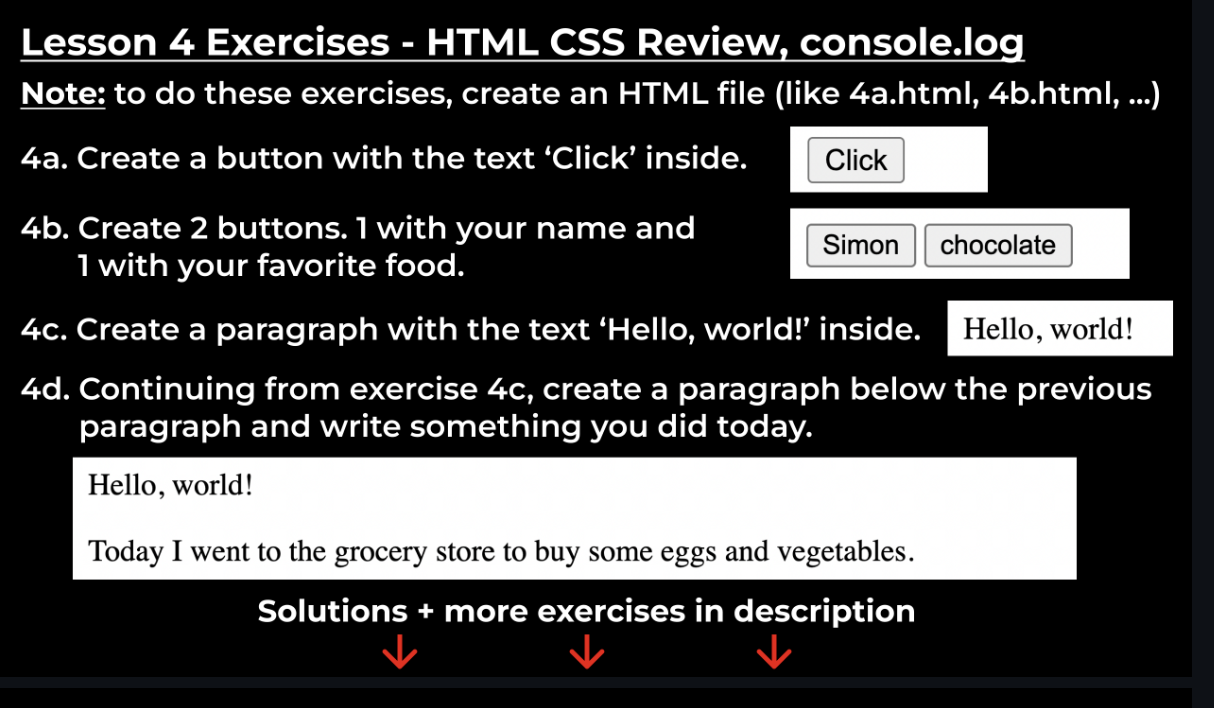 Lesson 4 Exercises - HTML CSS Review, console.log
Note: to do these exercises, create an HTML file (like 4a.html, 4b.html, ...)
4a. Create a button with the text ‘Click’ inside.
Click
4b. Create 2 buttons. 1 with your name and
1 with your favorite food.
Simon chocolate
4c. Create a paragraph with the text ‘Hello, world!’ inside.
Hello, world!
4d. Continuing from exercise 4c, create a paragraph below the previous
paragraph and write something you did today.
Hello, world!
Today I went to the grocery store to buy some eggs and vegetables.
Solutions + more exercises in description